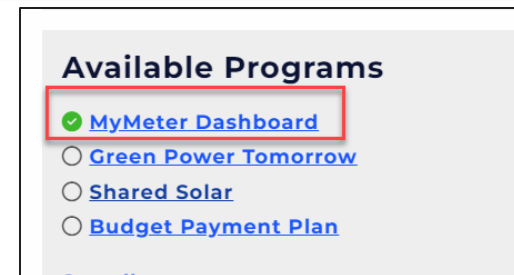 Available Programs
MyMeter Dashboard
Green Power Tomorrow
Shared Solar
Budget Payment Plan